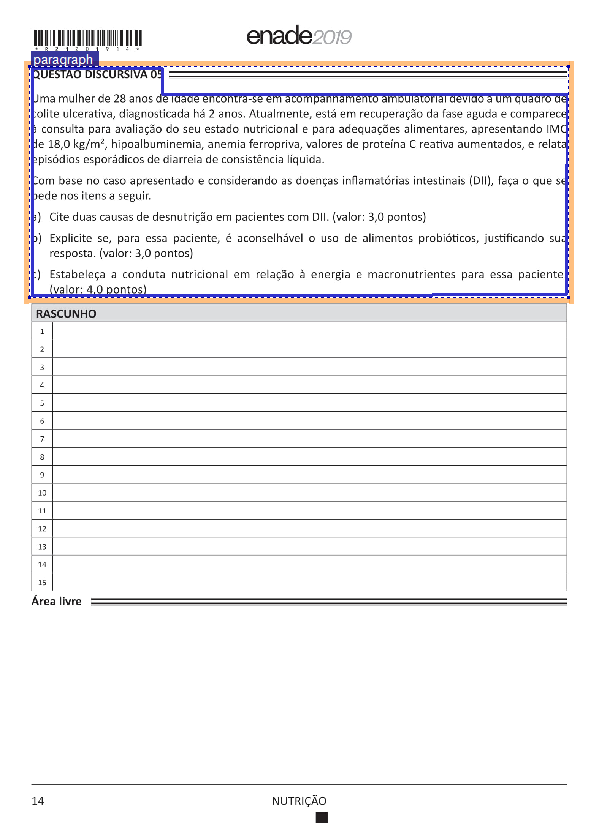 enade2019
paragraph
QUESTÃO DISCURSIVA 05
Uma mulher de 28 anos de idade encontra-se em acompanhamento ambulatorial devido a um quadro de
colite ulcerativa, diagnosticada há 2 anos. Atualmente, está em recuperação da fase aguda e comparece
à consulta para avaliação do seu estado nutricional e para adequações alimentares, apresentando IMC
de 18,0 kg/m², hipoalbuminemia, anemia ferropriva, valores de proteína C reativa aumentados, e relata
episódios esporádicos de diarreia de consistência líquida.
Com base no caso apresentado e considerando as doenças inflamatórias intestinais (DII), faça o que se
pede nos itens a seguir.
a) Cite duas causas de desnutrição em pacientes com DII. (valor: 3,0 pontos)
b) Explicite se, para essa paciente, é aconselhável o uso de alimentos probióticos, justificando sua
resposta. (valor: 3,0 pontos)
c) Estabeleça a conduta nutricional em relação à energia e macronutrientes para essa paciente.
(valor: 4,0 pontos)
RASCUNHO
1
2
3
4
5
6
7
8
9
10
11
12
13
14
15
Área livre
14
NUTRIÇÃO